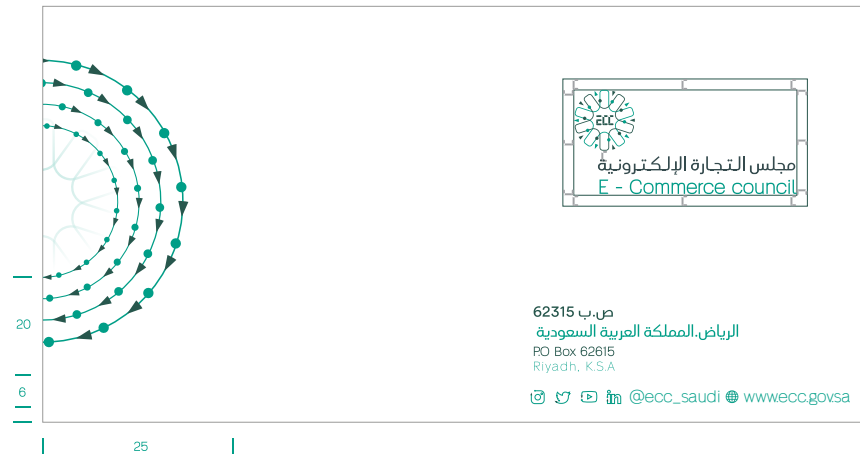 ECC
مجلس التجارة الإلكترونية
E - Commerce council
ص.ب 62315
الرياض.المملكة العربية السعودية
P.O Box 62615
Riyadh, K.S.A
@ecc_saudi www.ecc.gov.sa
20
6
25